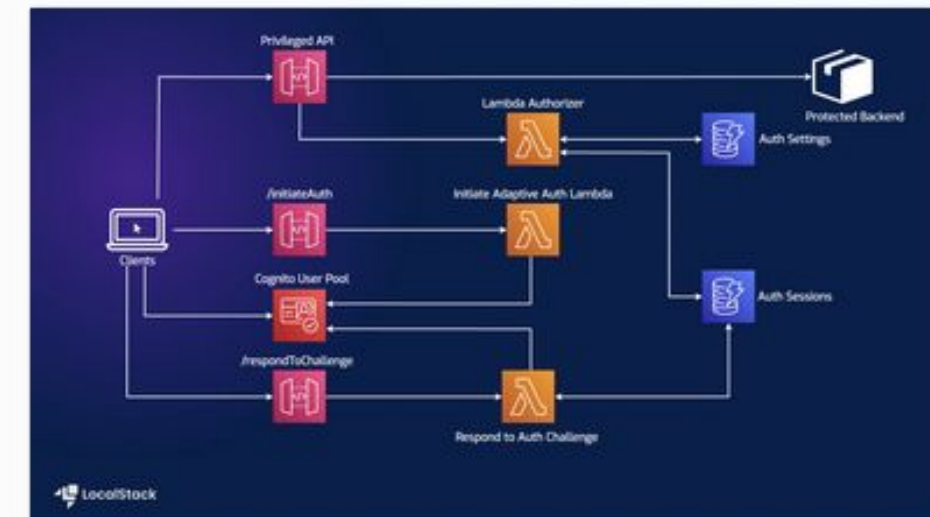 Privileged API
Lambda Authorizer
Protected Backend
Auth Settings
/initiateAuth
Initiate Adaptive Auth Lambda
Clients
Cognito User Pool
Auth Sessions
/respondToChallenge
Respond to Auth Challenge
LocalStack